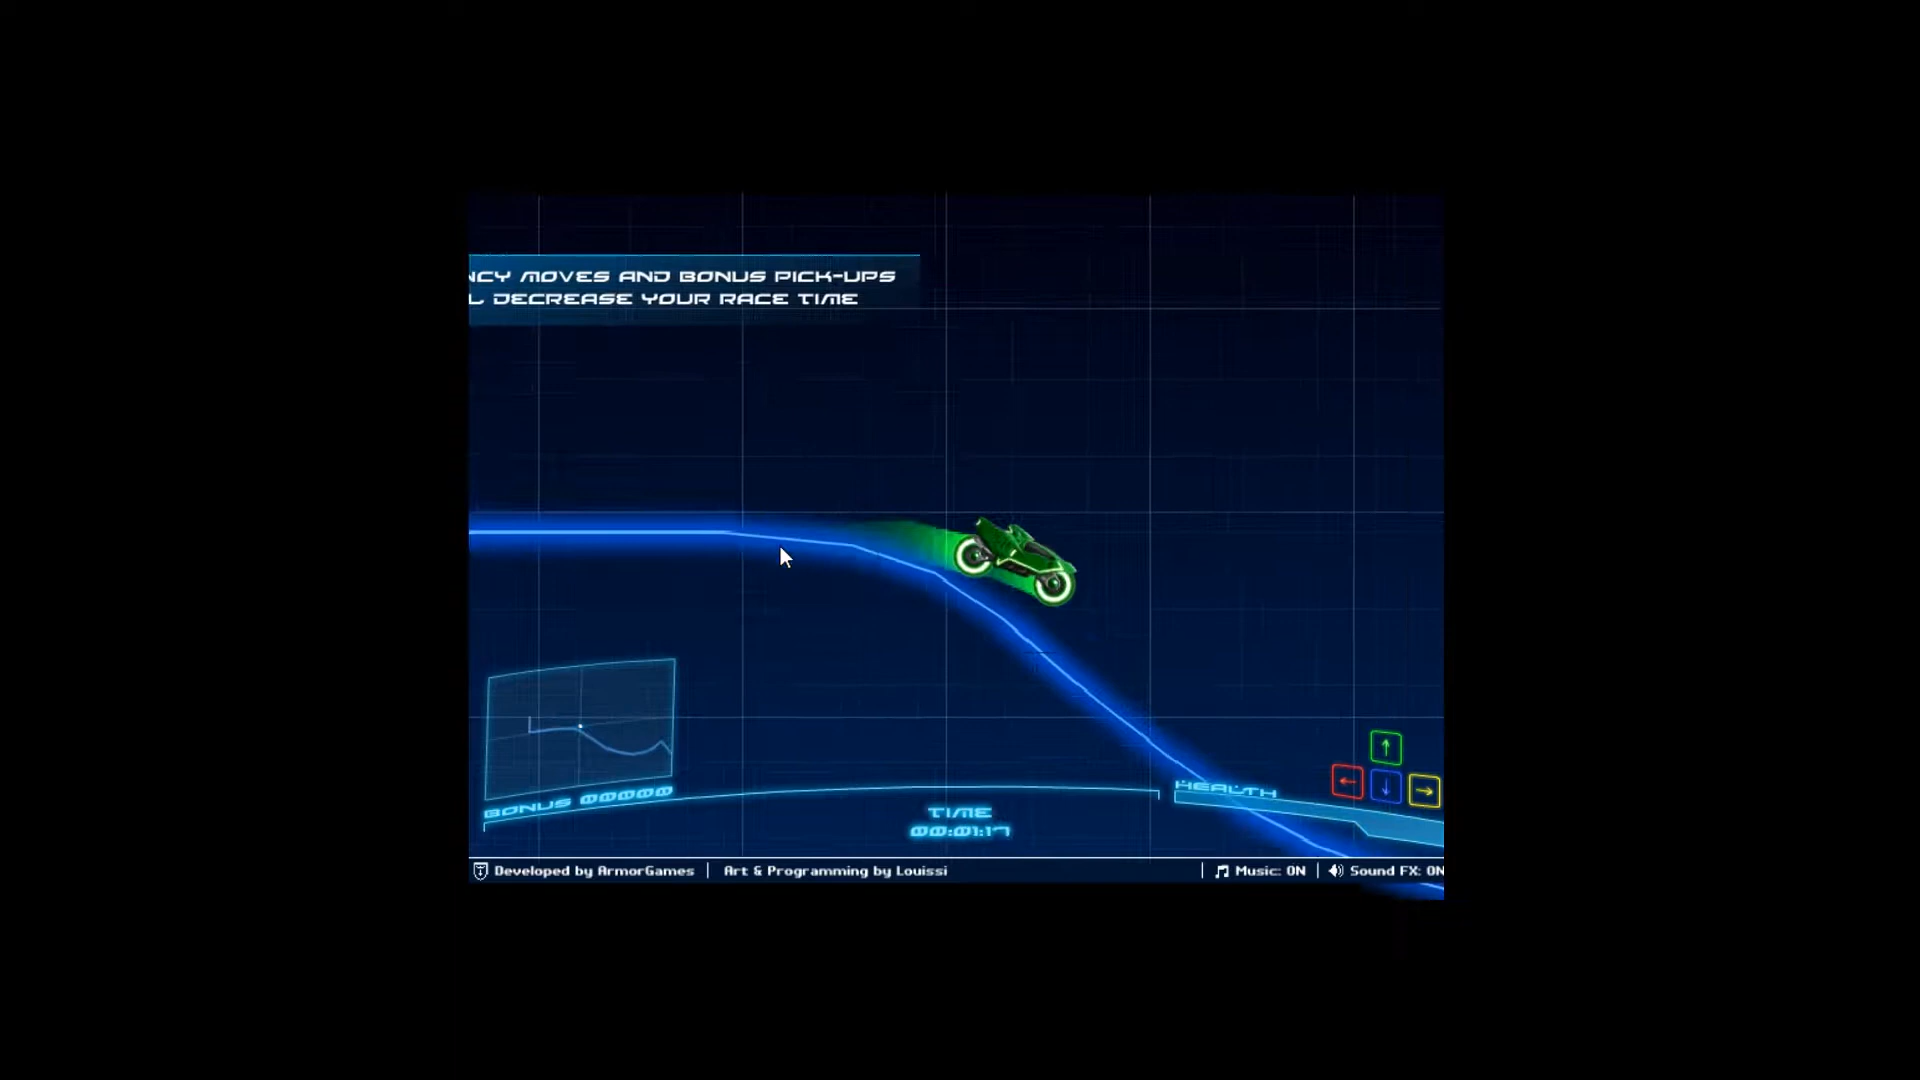 NCY MOVES AND BONUS PICK-UPS
L DECREASE YOUR RACE TIME
BONUS 00000
TIME
00:01:17
HEALTH
Developed by ArmorGames | Art & Programming by Louissi | Music: ON | Sound FX: ON